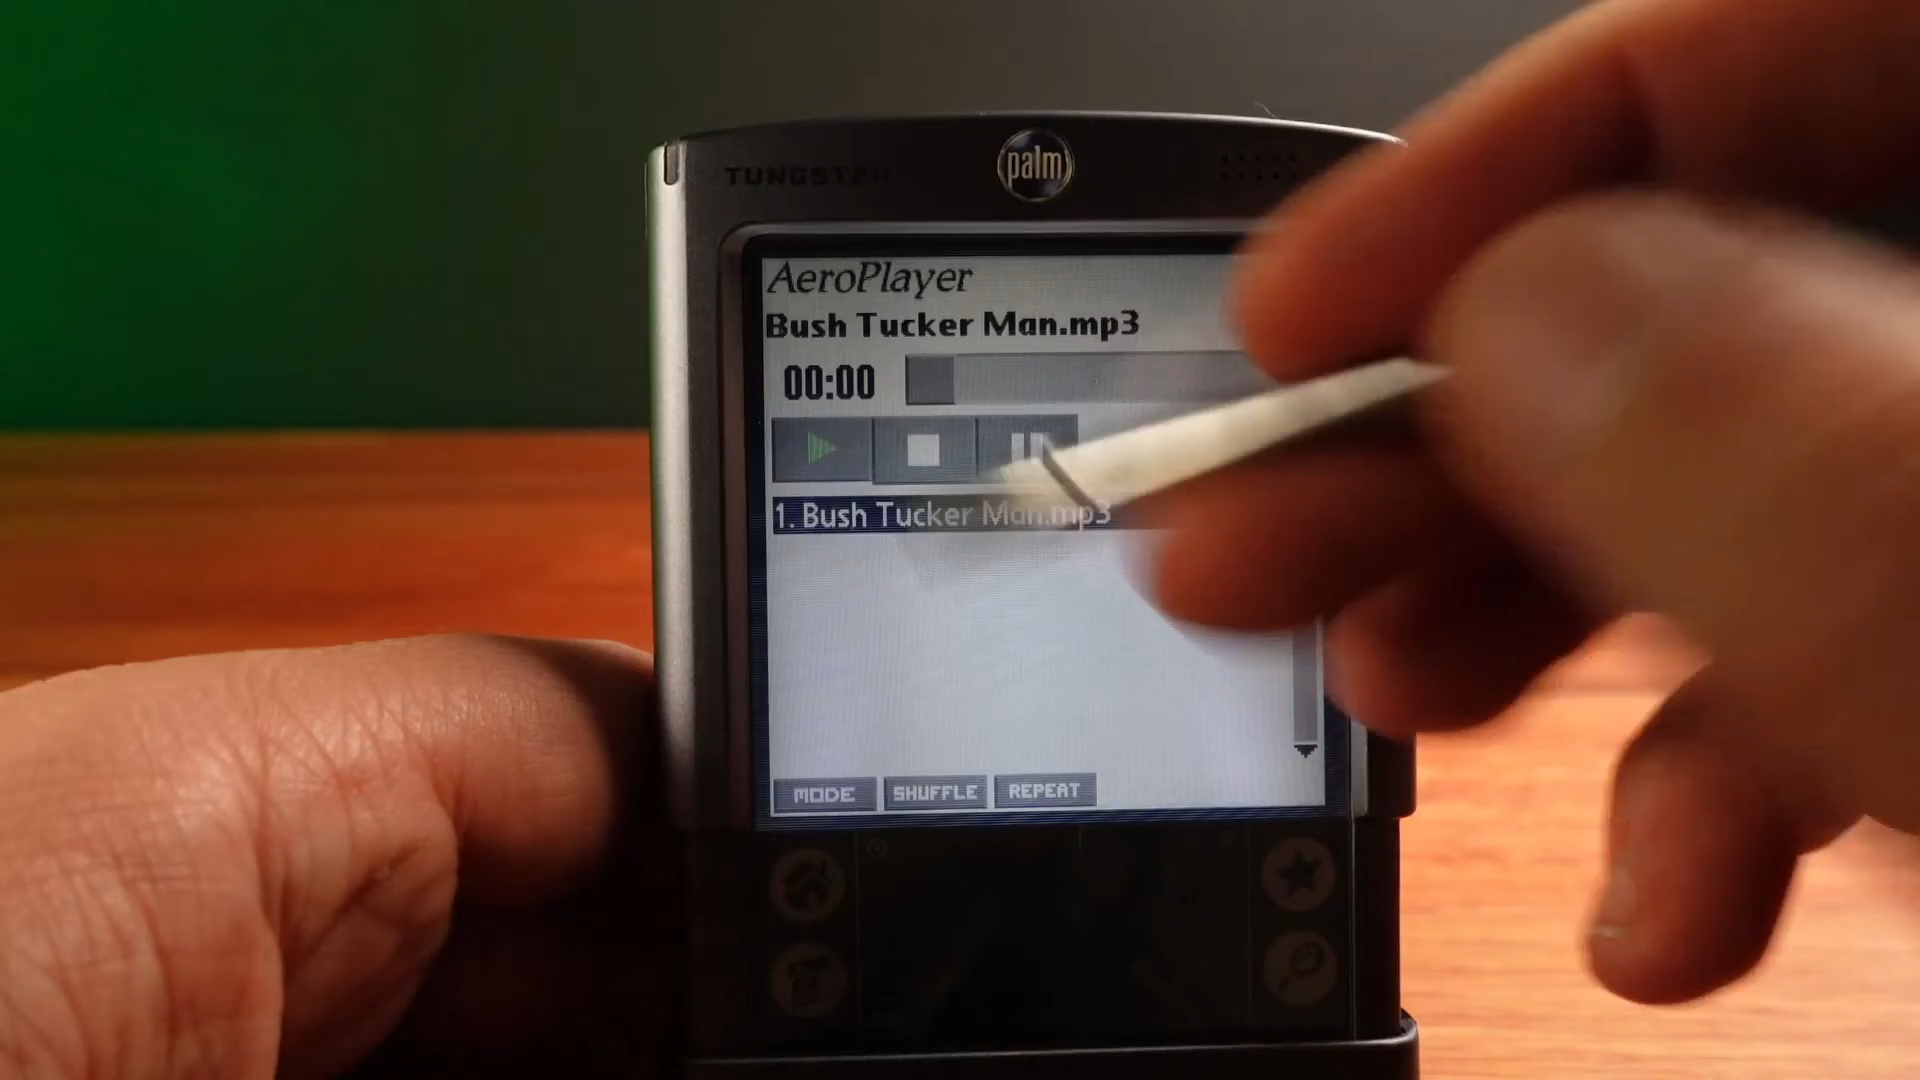 TUNGSTEN
palm
AeroPlayer
Bush Tucker Man.mp3
00:00
1. Bush Tucker Man.mp3
MODE SHUFFLE REPEAT